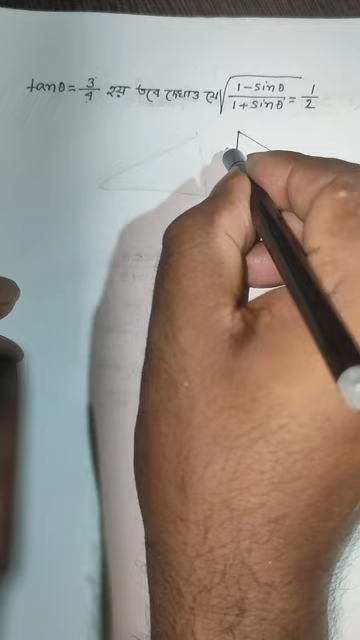 tanθ = 3/4 হয় তবে দেখাও যে √(1-sinθ / 1+sinθ) = 1/2